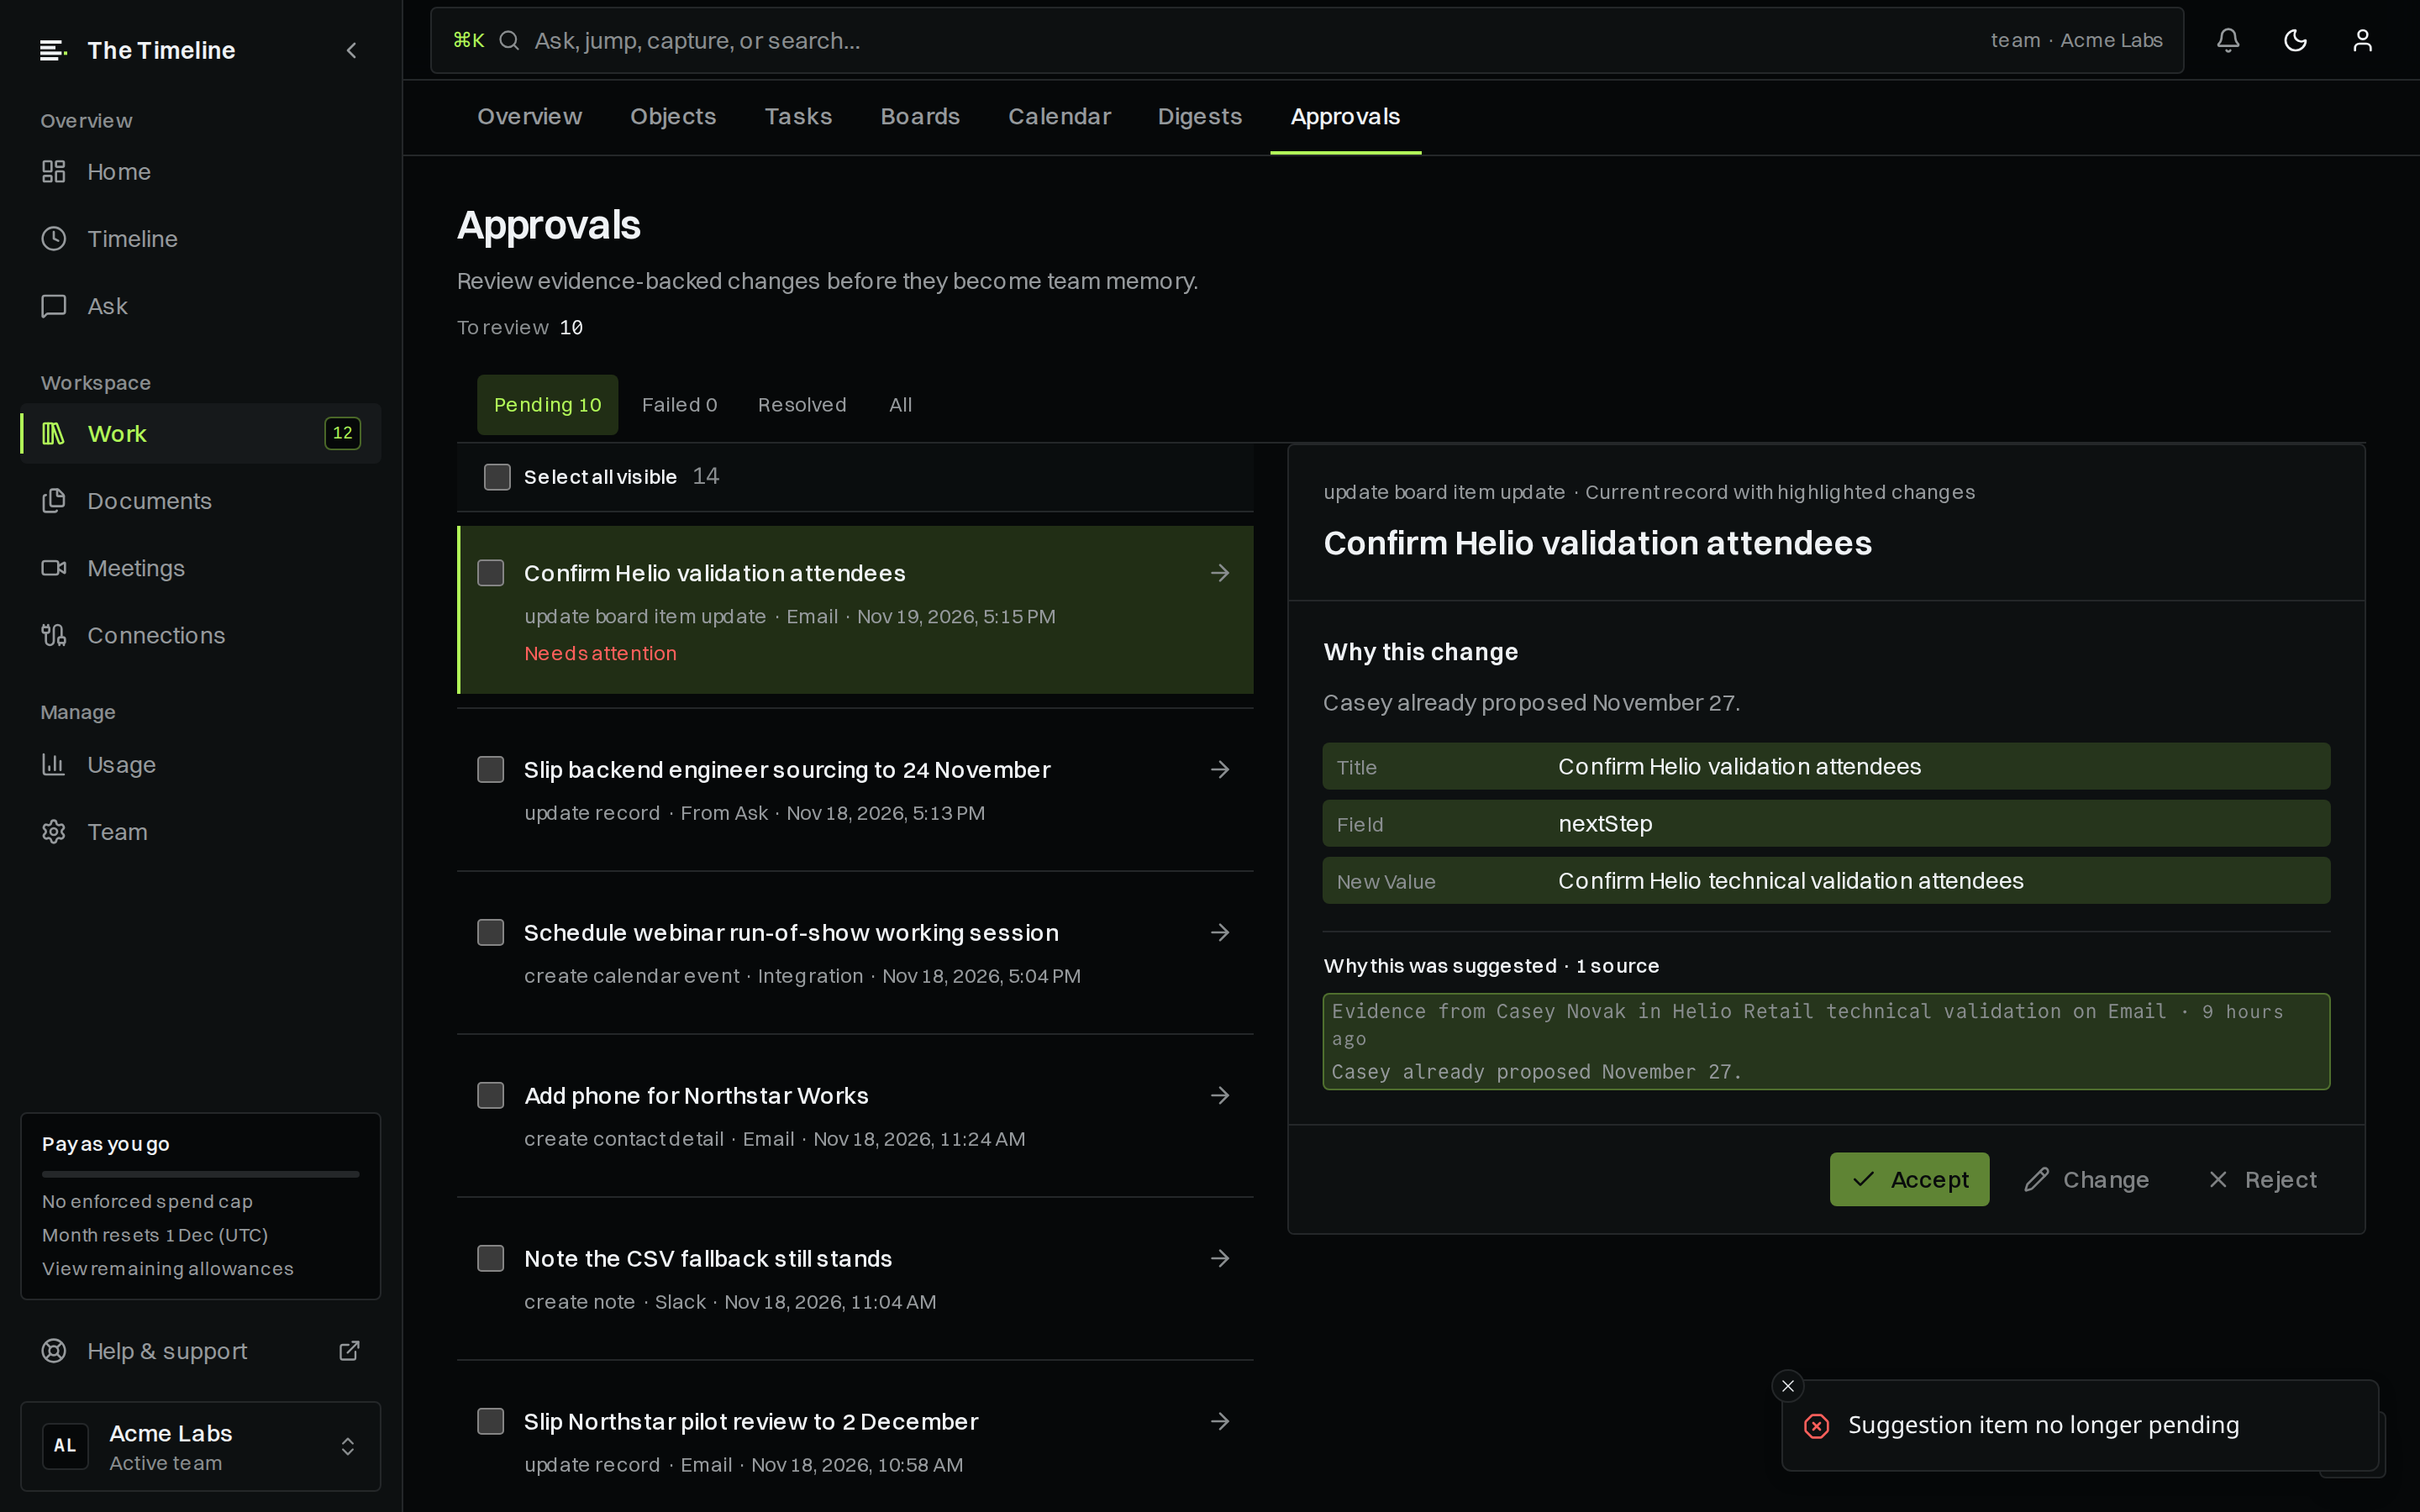 The Timeline
Overview
Home
Timeline
Ask
Workspace
Work
12
Documents
Meetings
Connections
Manage
Usage
Team
Pay as you go
No enforced spend cap
Month resets 1 Dec (UTC)
View remaining allowances
Help & support
AL
Acme Labs
Active team
⌘K
Ask, jump, capture, or search...
team · Acme Labs
Overview
Objects
Tasks
Boards
Calendar
Digests
Approvals
Approvals
Review evidence-backed changes before they become team memory.
To review 10
Pending 10
Failed 0
Resolved
All
Select all visible 14
Confirm Helio validation attendees
update board item update · Email · Nov 19, 2026, 5:15 PM
Needs attention
Slip backend engineer sourcing to 24 November
update record · From Ask · Nov 18, 2026, 5:13 PM
Schedule webinar run-of-show working session
create calendar event · Integration · Nov 18, 2026, 5:04 PM
Add phone for Northstar Works
create contact detail · Email · Nov 18, 2026, 11:24 AM
Note the CSV fallback still stands
create note · Slack · Nov 18, 2026, 11:04 AM
Slip Northstar pilot review to 2 December
update record · Email · Nov 18, 2026, 10:58 AM
update board item update · Current record with highlighted changes
Confirm Helio validation attendees
Why this change
Casey already proposed November 27.
Title Confirm Helio validation attendees
Field nextStep
New Value Confirm Helio technical validation attendees
Why this was suggested · 1 source
Evidence from Casey Novak in Helio Retail technical validation on Email · 9 hours
ago
Casey already proposed November 27.
Accept
Change
Reject
Suggestion item no longer pending